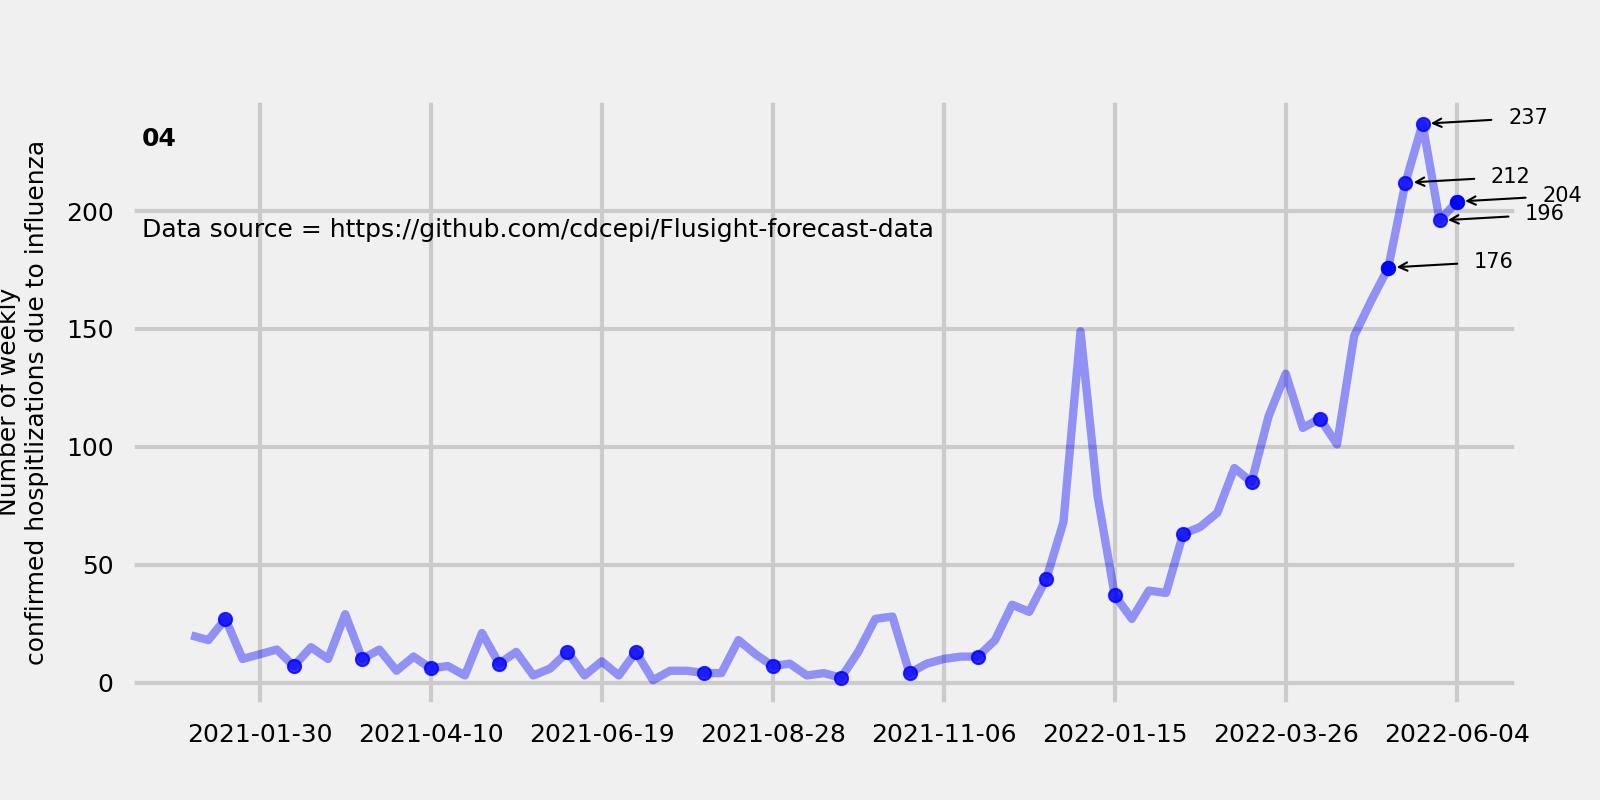 04
Data source = https://github.com/cdcepi/Flusight-forecast-data
Number of weekly
confirmed hospitlizations due to influenza
200
150
100
50
0
237
212
204
196
176
2021-01-30 2021-04-10 2021-06-19 2021-08-28 2021-11-06 2022-01-15 2022-03-26 2022-06-04